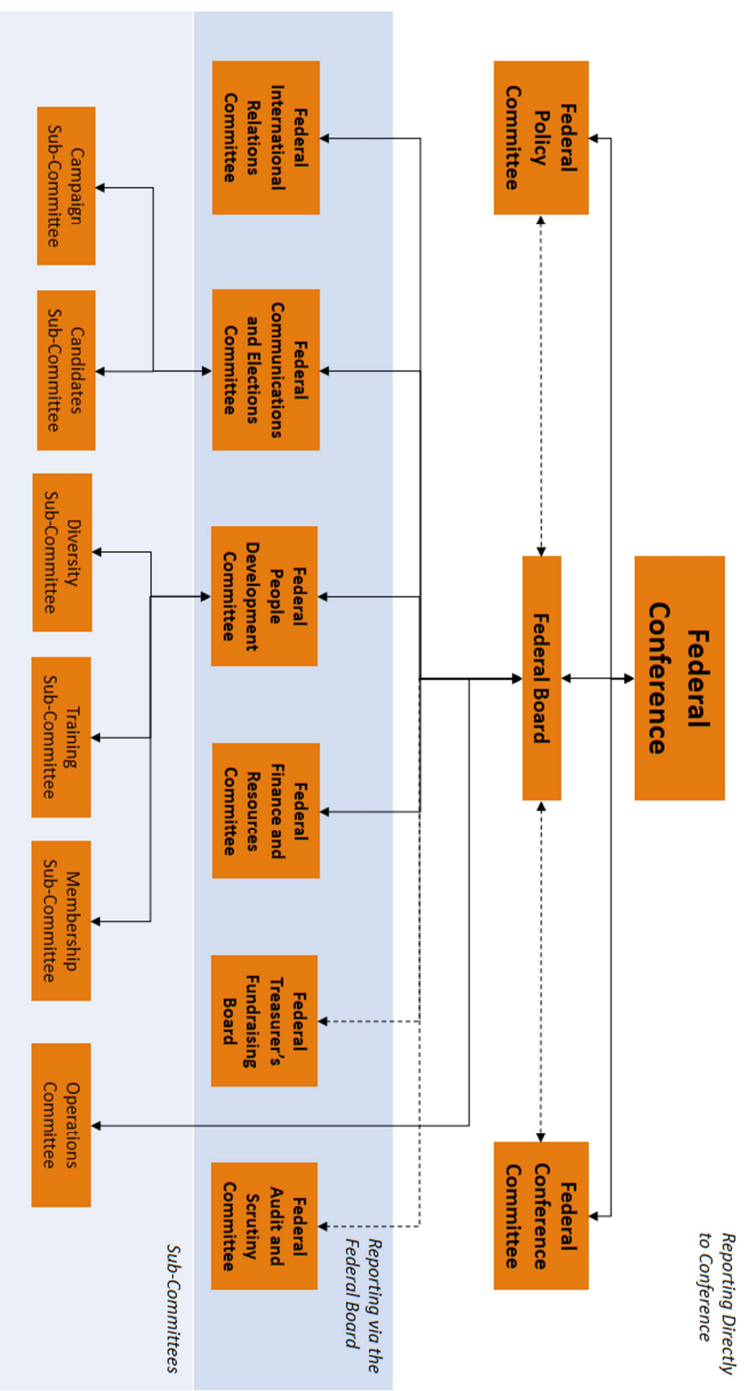 Reporting Directly
to Conference
Federal
Conference
Federal
Policy
Committee
Federal Board
Federal
Conference
Committee
Reporting via the
Federal Board
Federal
International
Relations
Committee
Federal
Communications
and Elections
Committee
Federal
People
Development
Committee
Federal
Finance and
Resources
Committee
Federal
Treasurer’s
Fundraising
Board
Federal
Audit and
Scrutiny
Committee
Sub-Committees
Campaign
Sub-Committee
Candidates
Sub-Committee
Diversity
Sub-Committee
Training
Sub-Committee
Membership
Sub-Committee
Operations
Committee